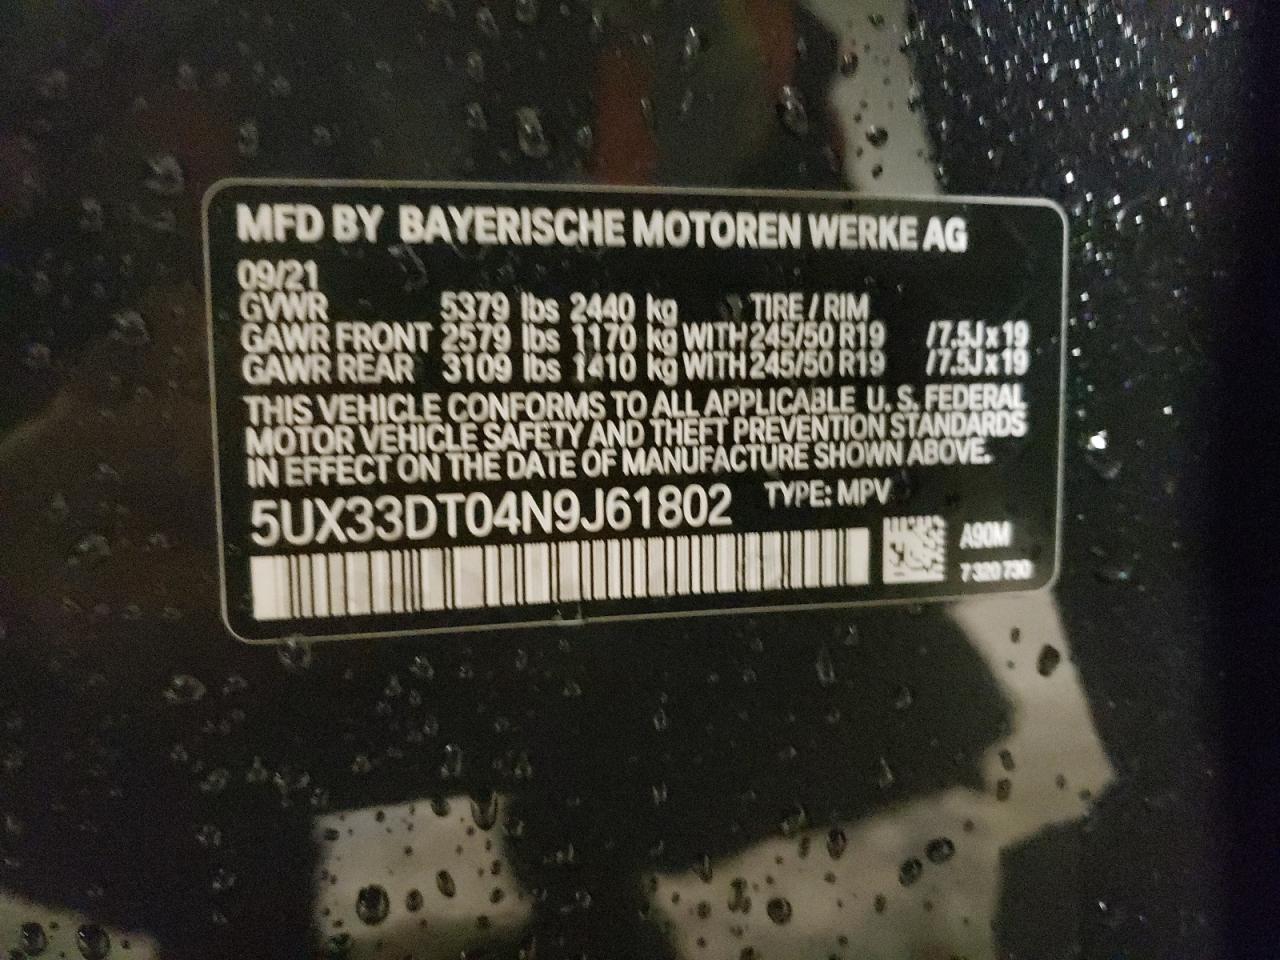 MFD BY BAYERISCHE MOTOREN WERKE AG
09/21
GVWR 5379 lbs 2440 kg TIRE / RIM
GAWR FRONT 2579 lbs 1170 kg WITH 245/50 R19 /7.5Jx19
GAWR REAR 3109 lbs 1410 kg WITH 245/50 R19 /7.5Jx19
THIS VEHICLE CONFORMS TO ALL APPLICABLE U. S. FEDERAL
MOTOR VEHICLE SAFETY AND THEFT PREVENTION STANDARDS
IN EFFECT ON THE DATE OF MANUFACTURE SHOWN ABOVE.
5UX33DT04N9J61802 TYPE: MPV
A90M
7 320 730